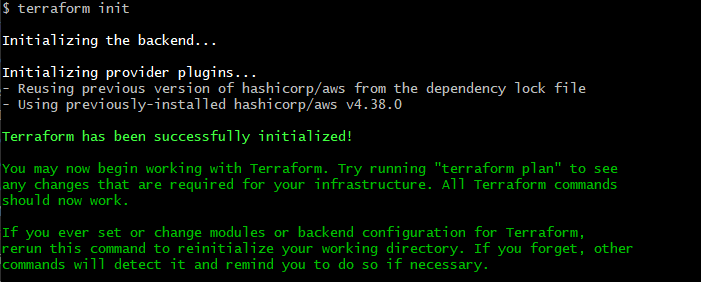 $ terraform init
Initializing the backend...
Initializing provider plugins...
- Reusing previous version of hashicorp/aws from the dependency lock file
- Using previously-installed hashicorp/aws v4.38.0
Terraform has been successfully initialized!
You may now begin working with Terraform. Try running "terraform plan" to see
any changes that are required for your infrastructure. All Terraform commands
should now work.
If you ever set or change modules or backend configuration for Terraform,
rerun this command to reinitialize your working directory. If you forget, other
commands will detect it and remind you to do so if necessary.